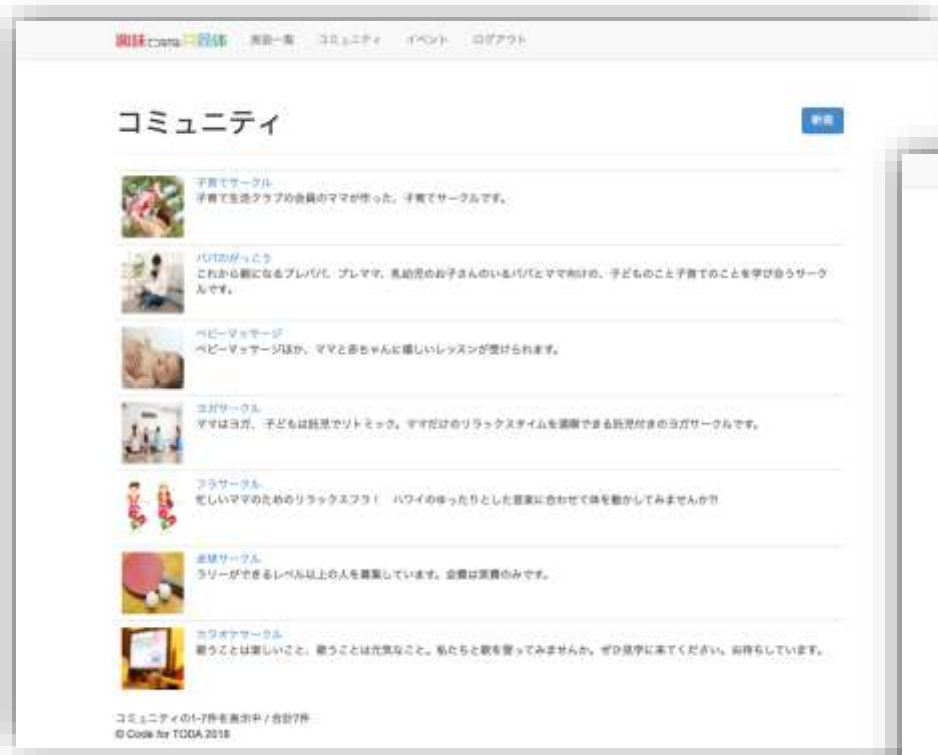 興味でつながる共同体 施設一覧 コミュニティ イベント ログアウト
コミュニティ
新規
子育てサークル
子育て生活クラブの会員のママが作った、子育てサークルです。
パパのがっこう
これから親になるプレパパ、プレママ、乳幼児のお子さんのいるパパとママ向けの、子どものこと子育てのことを学び合うサーク
ルです。
ベビーマッサージ
ベビーマッサージほか、ママと赤ちゃんに嬉しいレッスンが受けられます。
ヨガサークル
ママはヨガ、子どもは託児でリトミック。ママだけのリラックスタイムを満喫できる託児付きのヨガサークルです。
フラサークル
忙しいママのためのリラックスフラ！ ハワイのゆったりとした音楽に合わせて体を動かしてみませんか?!
卓球サークル
ラリーができるレベル以上の人を募集しています。会費は実費のみです。
カラオケサークル
歌うことは楽しいこと、歌うことは元気なこと。私たちと歌を習ってみませんか。ぜひ見学に来てください。お待ちしています。
コミュニティの1-7件を表示中 / 合計7件
© Code for TODA 2018